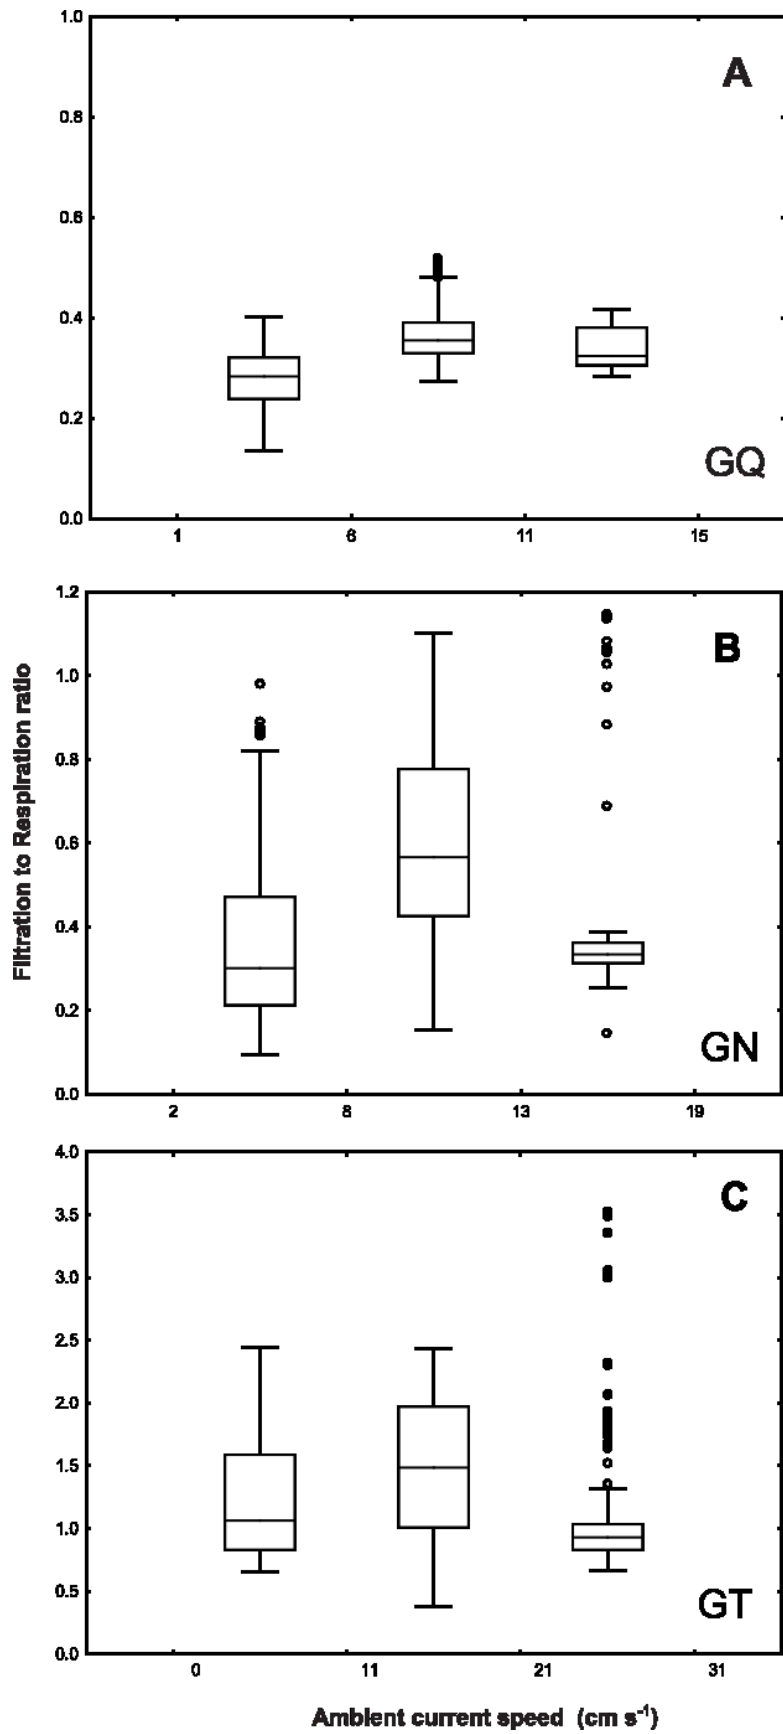 1.0
A
0.8
0.6
0.4
0.2
GQ
0.0
1 6 11 15
1.2
B
1.0
0.8
0.6
0.4
0.2
GN
0.0
2 8 13 19
Filtration to Respiration ratio
4.0
C
3.5
3.0
2.5
2.0
1.5
1.0
0.5
GT
0.0
0 11 21 31
Ambient current speed (cm s⁻¹)